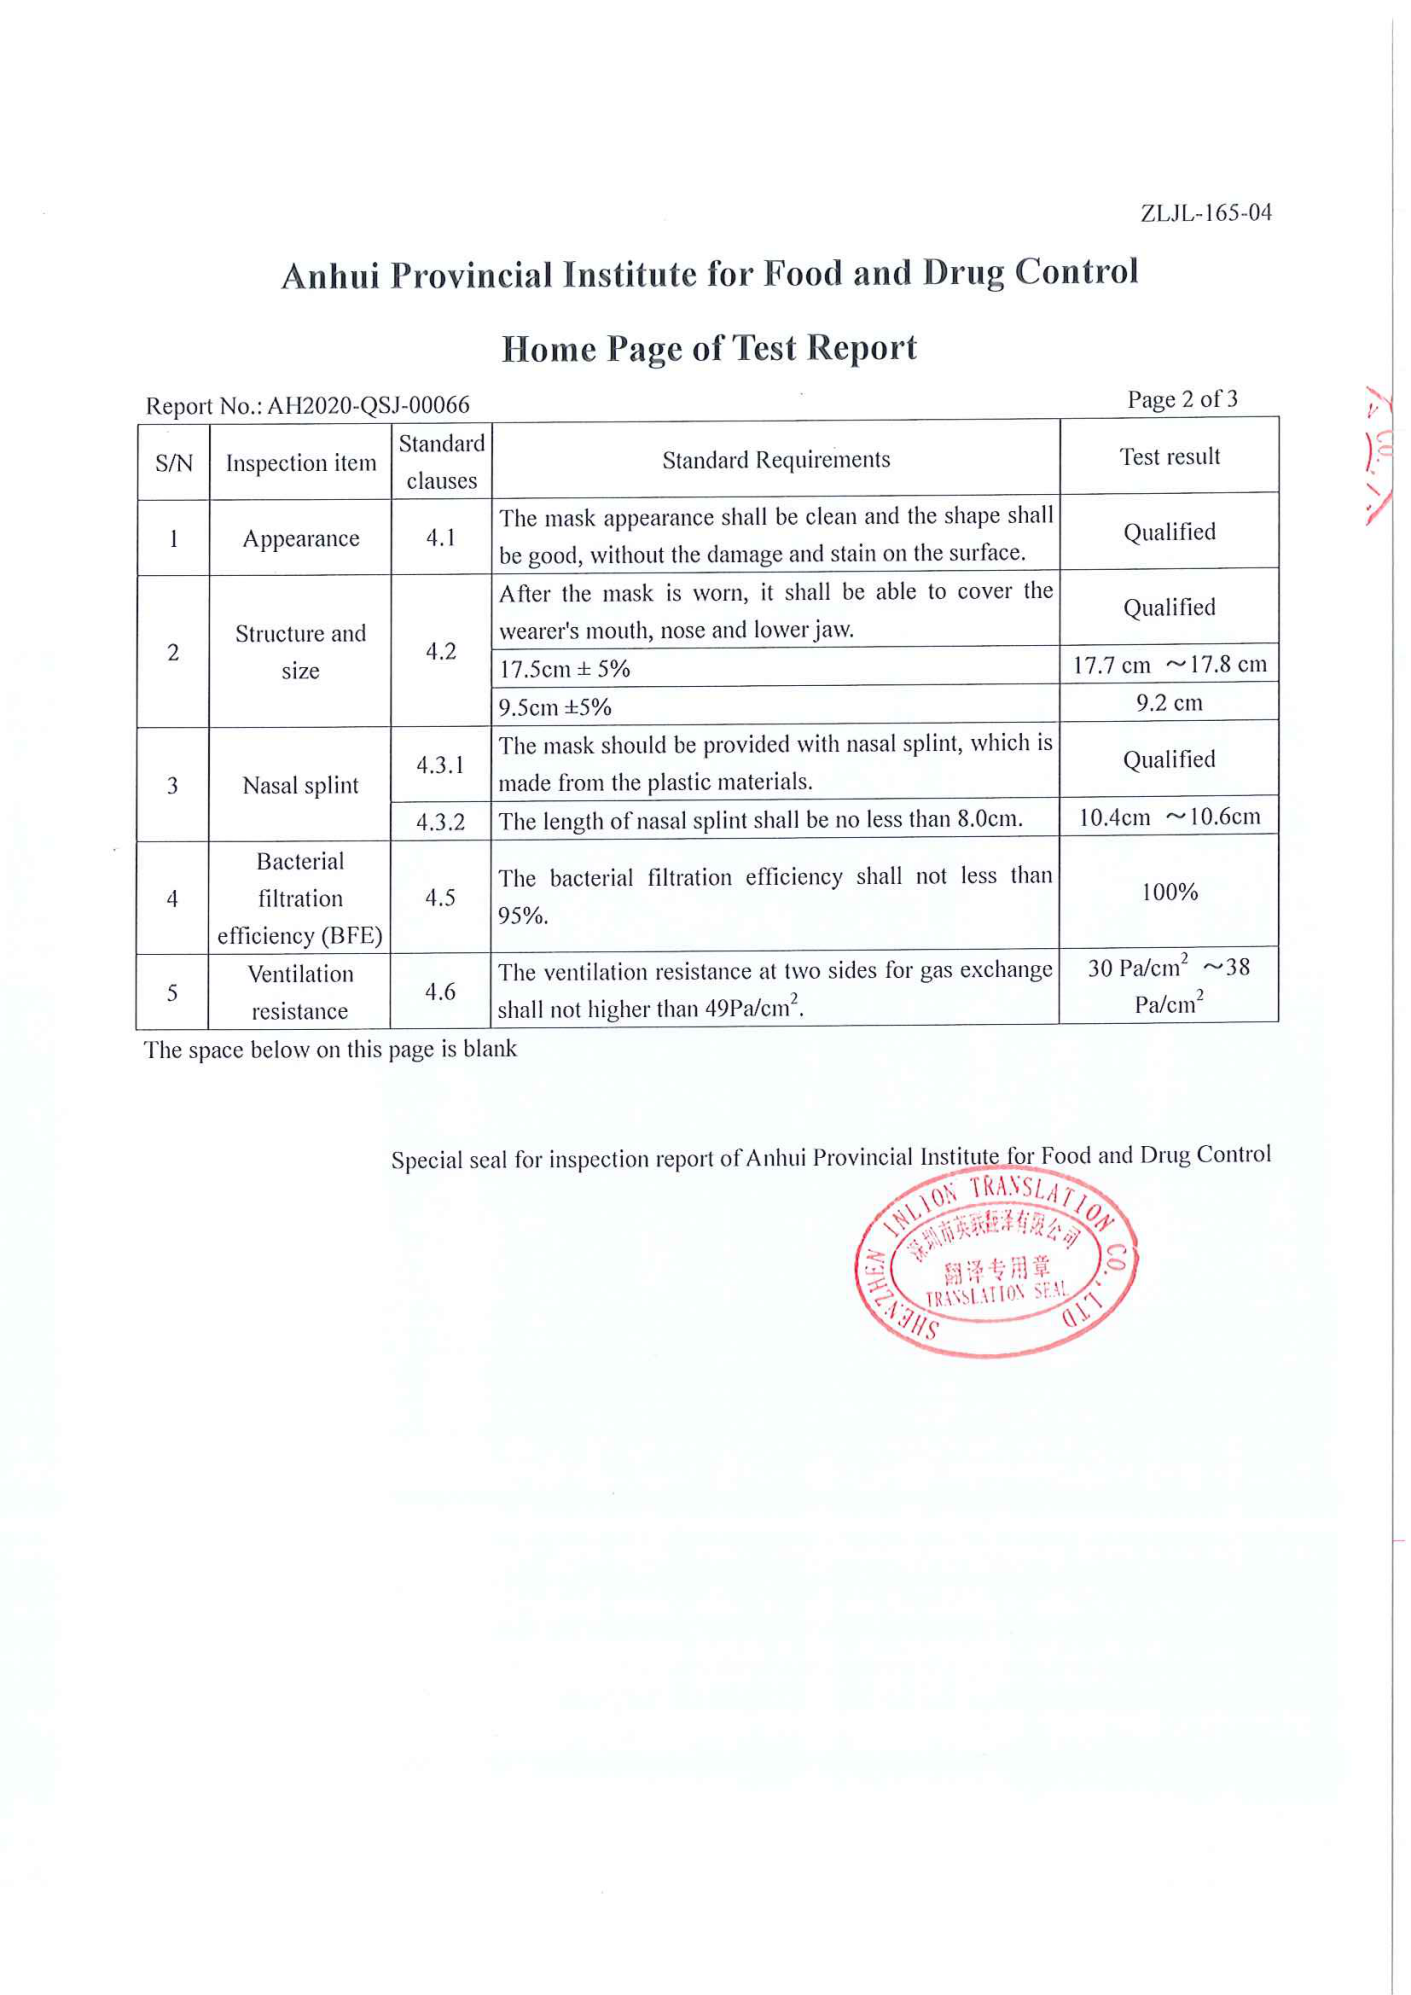 ZLJL-165-04
Anhui Provincial Institute for Food and Drug Control
Home Page of Test Report
Report No.: AH2020-QSJ-00066
Page 2 of 3
S/N
Inspection item
Standard
clauses
Standard Requirements
Test result
1
Appearance
4.1
The mask appearance shall be clean and the shape shall
be good, without the damage and stain on the surface.
Qualified
2
Structure and
size
4.2
After the mask is worn, it shall be able to cover the
wearer's mouth, nose and lower jaw.
Qualified
17.5cm ± 5%
17.7 cm ～17.8 cm
9.5cm ±5%
9.2 cm
3
Nasal splint
4.3.1
The mask should be provided with nasal splint, which is
made from the plastic materials.
Qualified
4.3.2
The length of nasal splint shall be no less than 8.0cm.
10.4cm ～10.6cm
4
Bacterial
filtration
efficiency (BFE)
4.5
The bacterial filtration efficiency shall not less than
95%.
100%
5
Ventilation
resistance
4.6
The ventilation resistance at two sides for gas exchange
shall not higher than 49Pa/cm².
30 Pa/cm² ～38
Pa/cm²
The space below on this page is blank
Special seal for inspection report of Anhui Provincial Institute for Food and Drug Control
SHENZHEN INLION TRANSLATION CO., LTD
深圳市英联翻译有限公司
翻译专用章
TRANSLATION SEAL
CO.